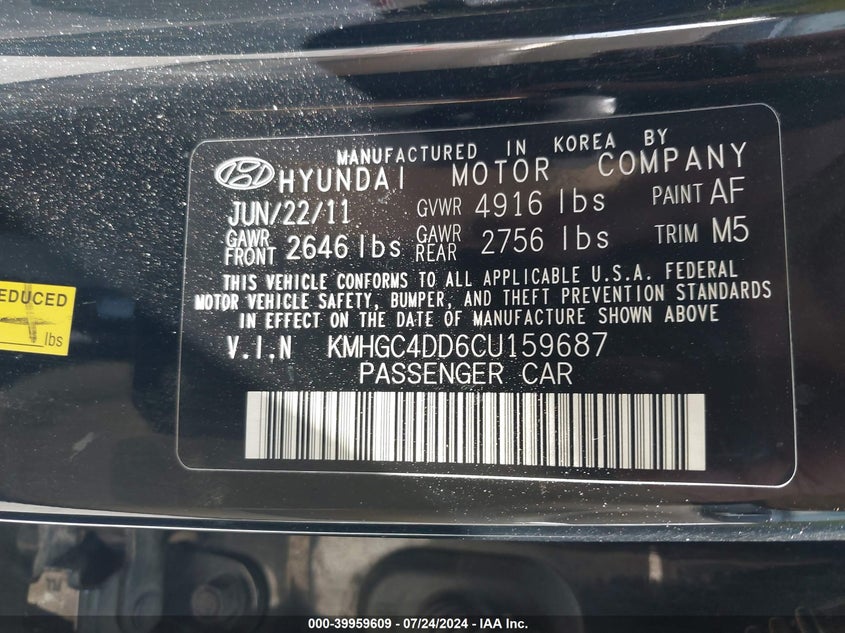 MANUFACTURED IN KOREA BY
HYUNDAI MOTOR COMPANY
JUN/22/11 GVWR 4916 lbs PAINT AF
GAWR FRONT 2646 lbs GAWR REAR 2756 lbs TRIM M5
THIS VEHICLE CONFORMS TO ALL APPLICABLE U.S.A. FEDERAL
MOTOR VEHICLE SAFETY, BUMPER, AND THEFT PREVENTION STANDARDS
IN EFFECT ON THE DATE OF MANUFACTURE SHOWN ABOVE
V.I.N KMHGC4DD6CU159687
PASSENGER CAR
EDUCED
lbs
000-39959609 - 07/24/2024 - IAA Inc.